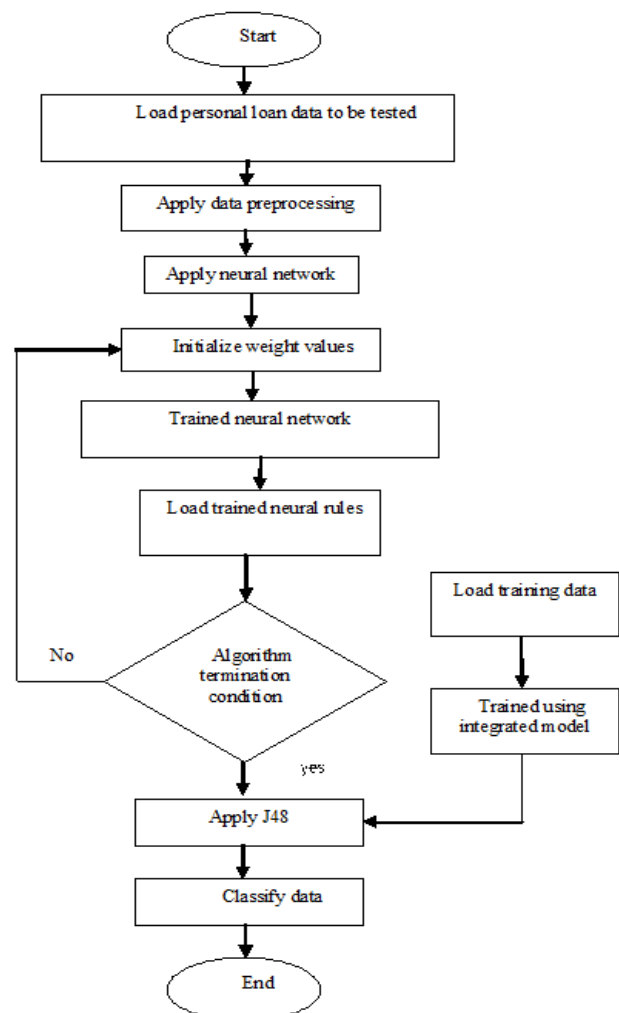 Start
Load personal loan data to be tested
Apply data preprocessing
Apply neural network
Initialize weight values
Trained neural network
Load trained neural rules
Load training data
No
Algorithm
termination
condition
Trained using
integrated model
yes
Apply J48
Classify data
End